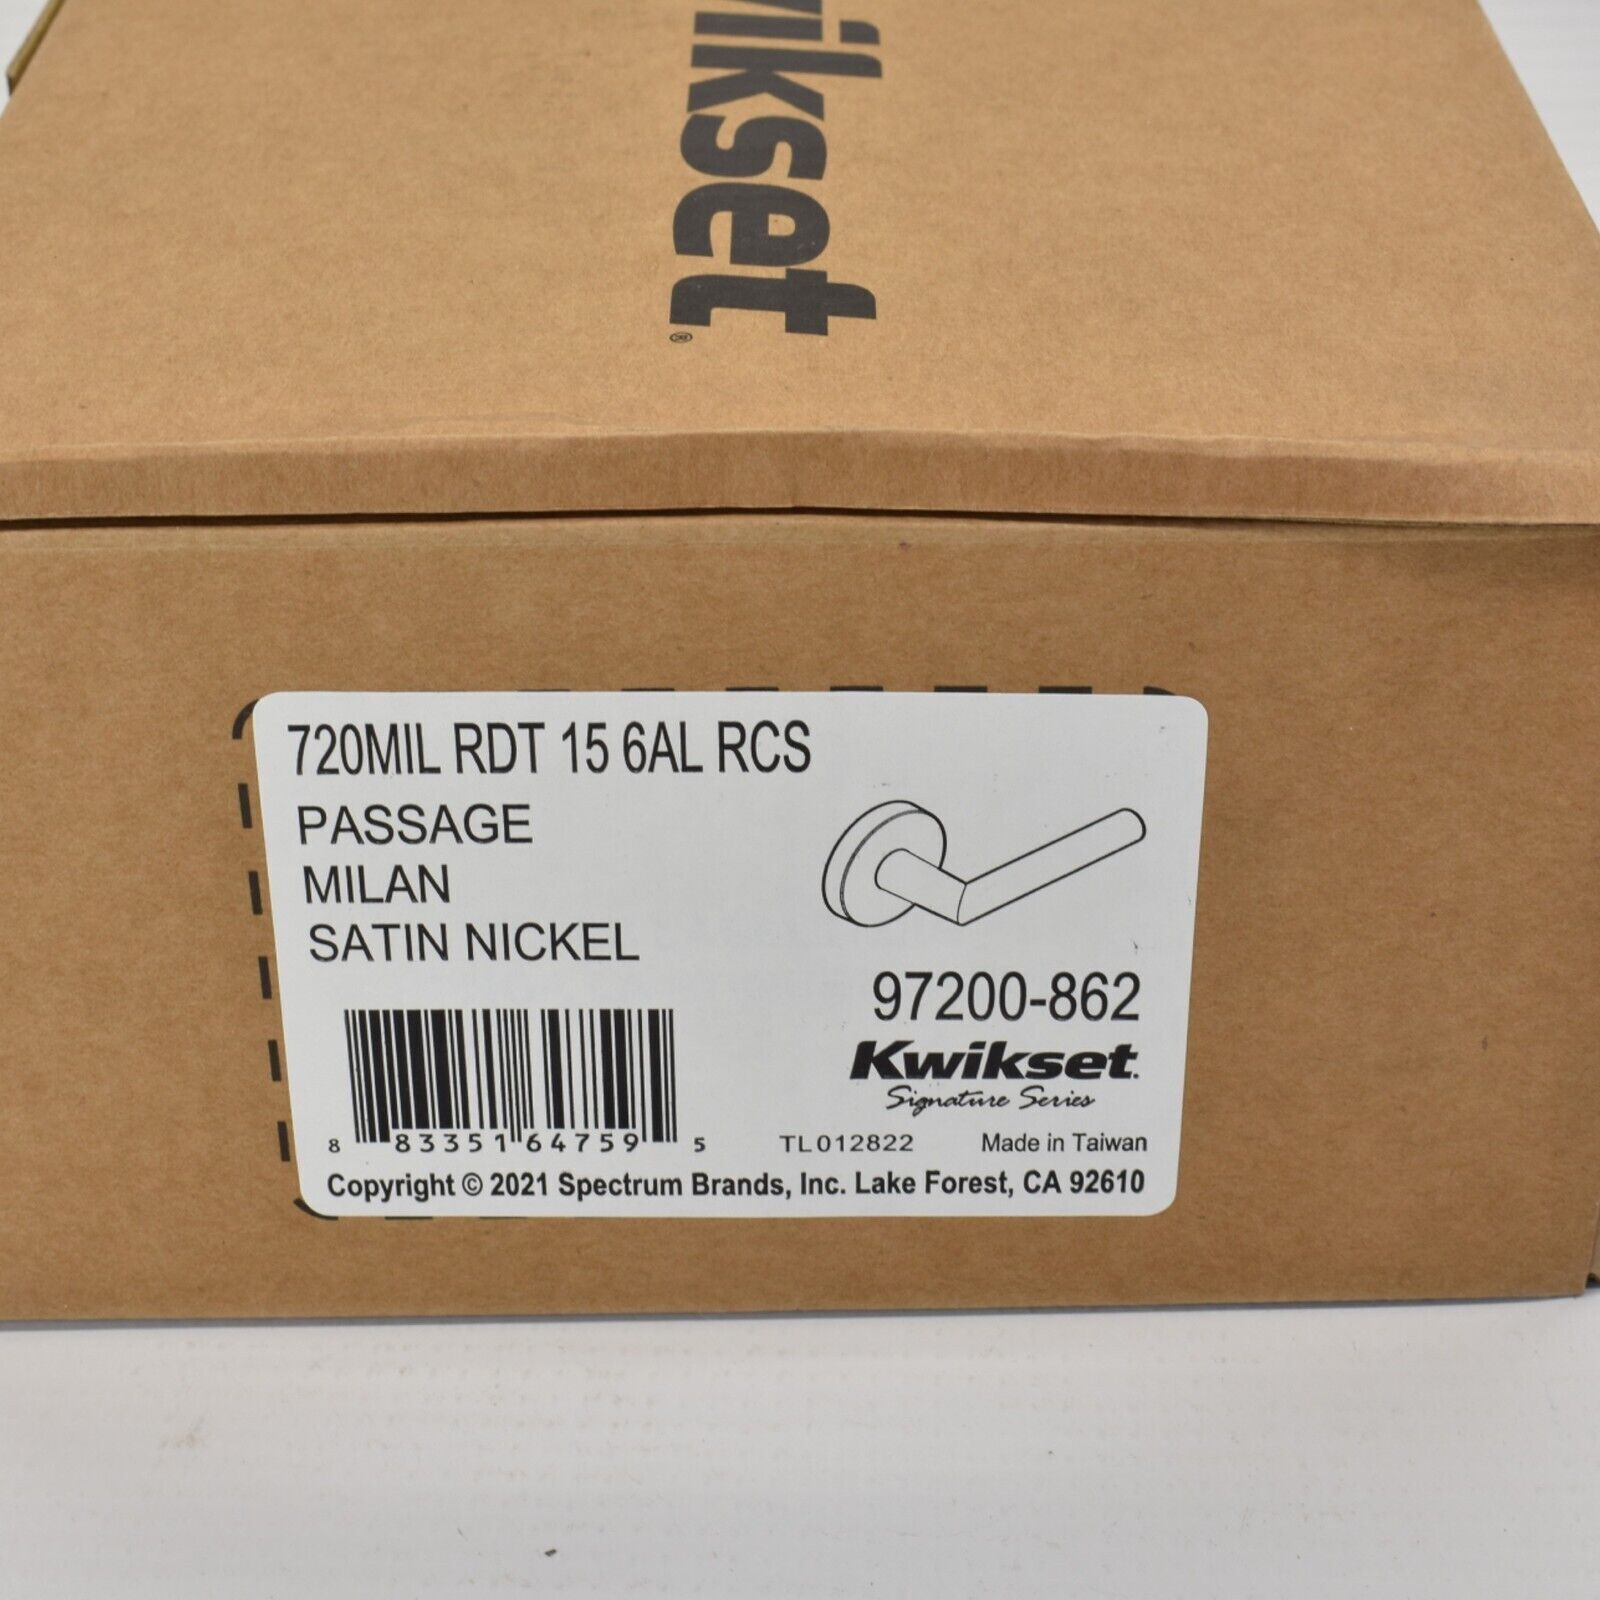 wikset®
720MIL RDT 15 6AL RCS
PASSAGE
MILAN
SATIN NICKEL
97200-862
Kwikset
Signature Series
8 83351 64759 5
TL012822
Made in Taiwan
Copyright © 2021 Spectrum Brands, Inc. Lake Forest, CA 92610